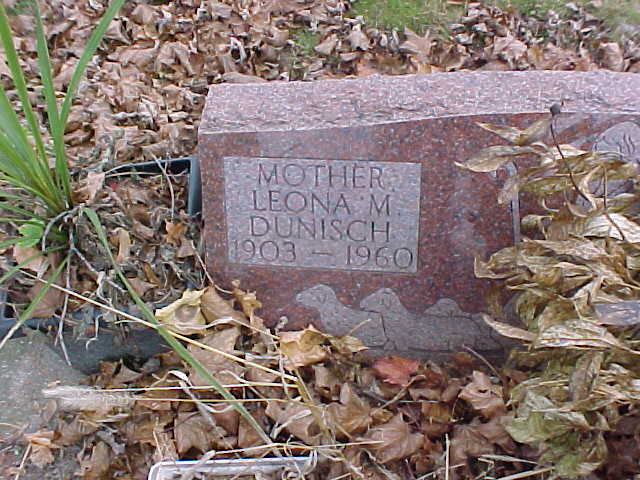 MOTHER
LEONA M
DUNISCH
1903 — 1960